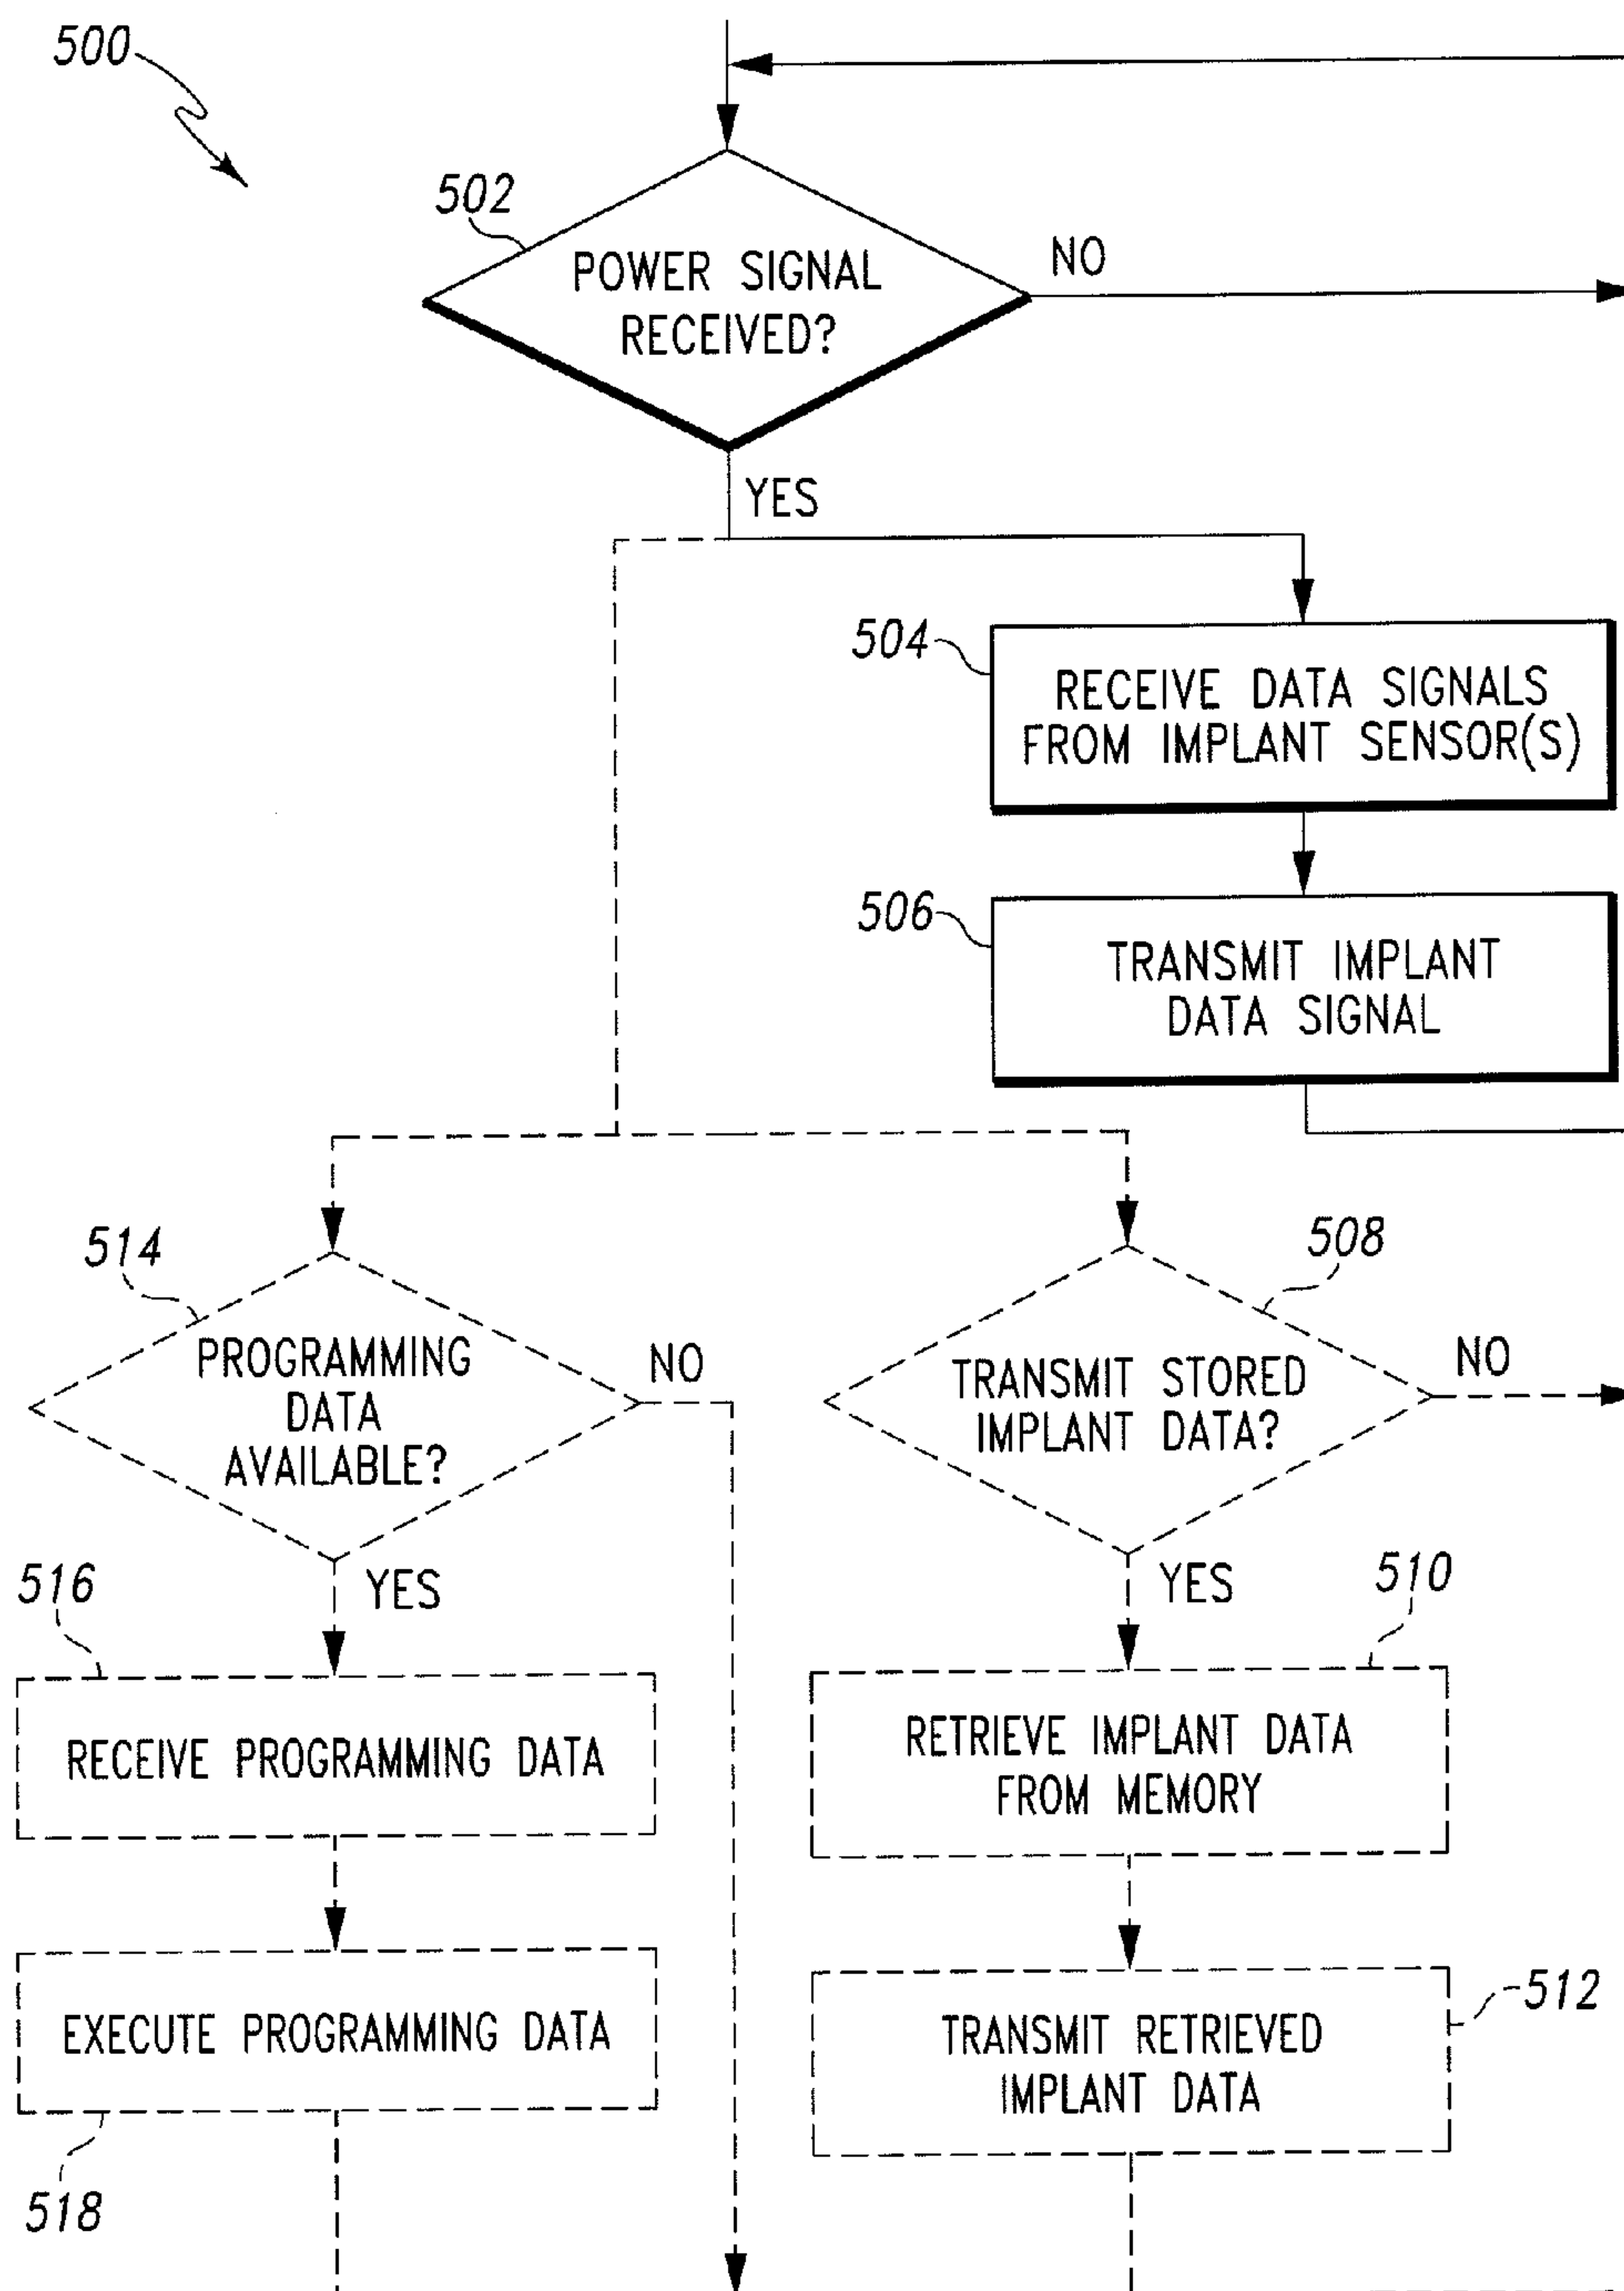 500
502
POWER SIGNAL
RECEIVED?
NO
YES
504
RECEIVE DATA SIGNALS
FROM IMPLANT SENSOR(S)
506
TRANSMIT IMPLANT
DATA SIGNAL
514
PROGRAMMING
DATA
AVAILABLE?
NO
YES
508
TRANSMIT STORED
IMPLANT DATA?
NO
YES
516
RECEIVE PROGRAMMING DATA
510
RETRIEVE IMPLANT DATA
FROM MEMORY
EXECUTE PROGRAMMING DATA
518
TRANSMIT RETRIEVED
IMPLANT DATA
512